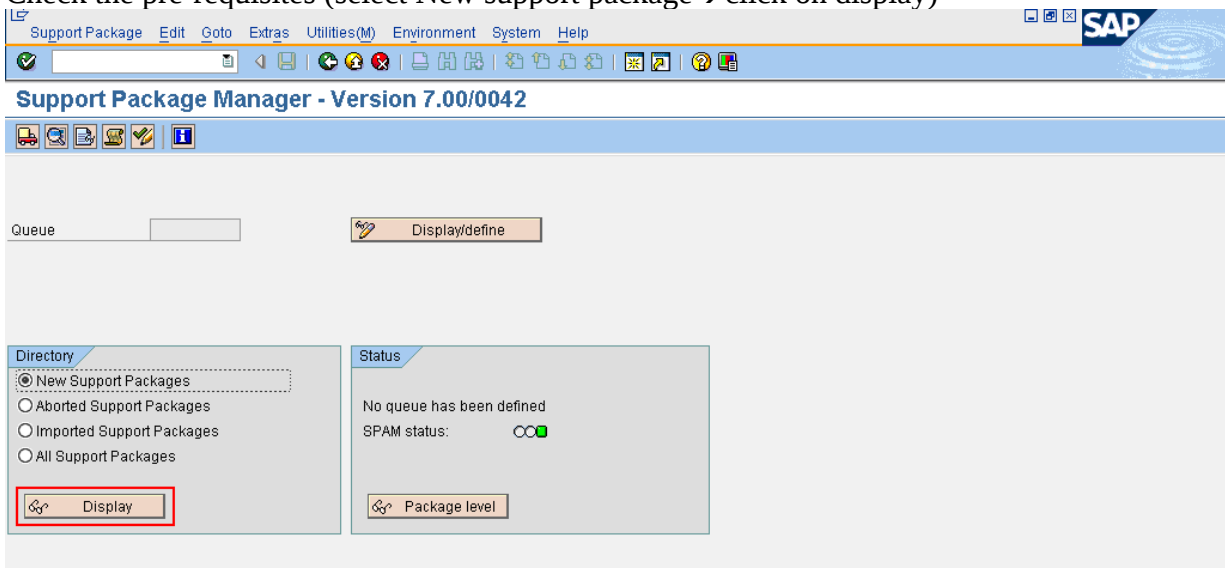 Check the pre-requisites (select New support package → click on display)
Support Package Edit Goto Extras Utilities(M) Environment System Help
SAP
Support Package Manager - Version 7.00/0042
Queue Display/define
Directory Status
New Support Packages
Aborted Support Packages No queue has been defined
Imported Support Packages SPAM status:
All Support Packages
Display Package level